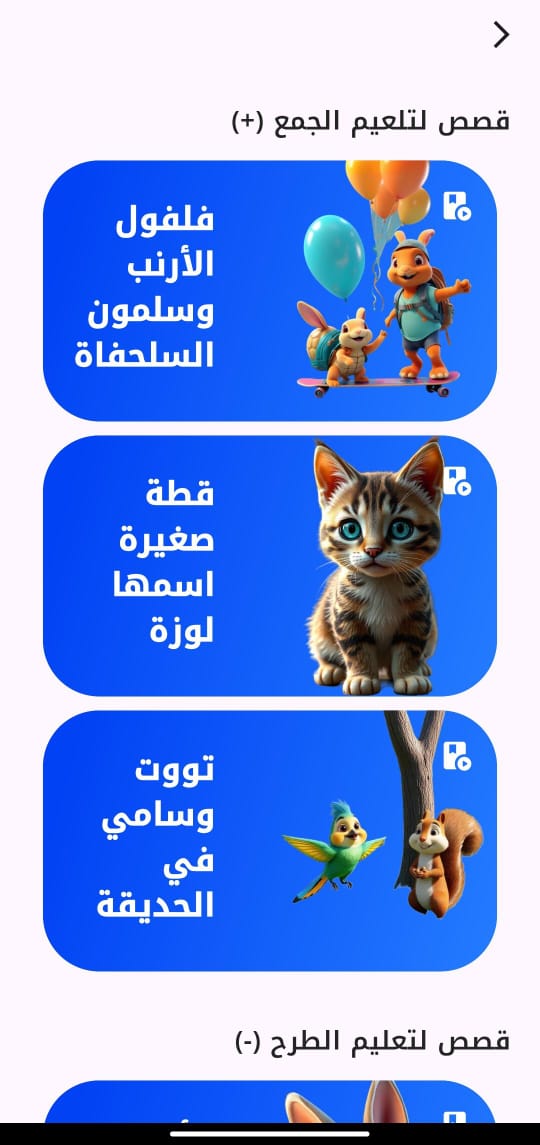 قصص لتلعيم الجمع (+)
فلفول
الأرنب
وسلمون
السلحفاة
قطة
صغيرة
اسمها
لوزة
تووت
وسامي
في
الحديقة
قصص لتعليم الطرح (-)